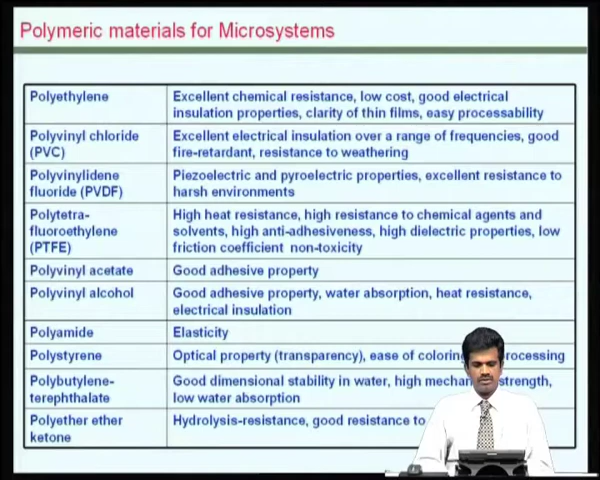 Polymeric materials for Microsystems
Polyethylene
Excellent chemical resistance, low cost, good electrical
insulation properties, clarity of thin films, easy processability
Polyvinyl chloride
(PVC)
Excellent electrical insulation over a range of frequencies, good
fire-retardant, resistance to weathering
Polyvinylidene
fluoride (PVDF)
Piezoelectric and pyroelectric properties, excellent resistance to
harsh environments
Polytetra-
fluoroethylene
(PTFE)
High heat resistance, high resistance to chemical agents and
solvents, high anti-adhesiveness, high dielectric properties, low
friction coefficient non-toxicity
Polyvinyl acetate
Good adhesive property
Polyvinyl alcohol
Good adhesive property, water absorption, heat resistance,
electrical insulation
Polyamide
Elasticity
Polystyrene
Optical property (transparency), ease of coloring processing
Polybutylene-
terephthalate
Good dimensional stability in water, high strength,
low water absorption
Polyether ether
ketone
Hydrolysis-resistance, good resistance to